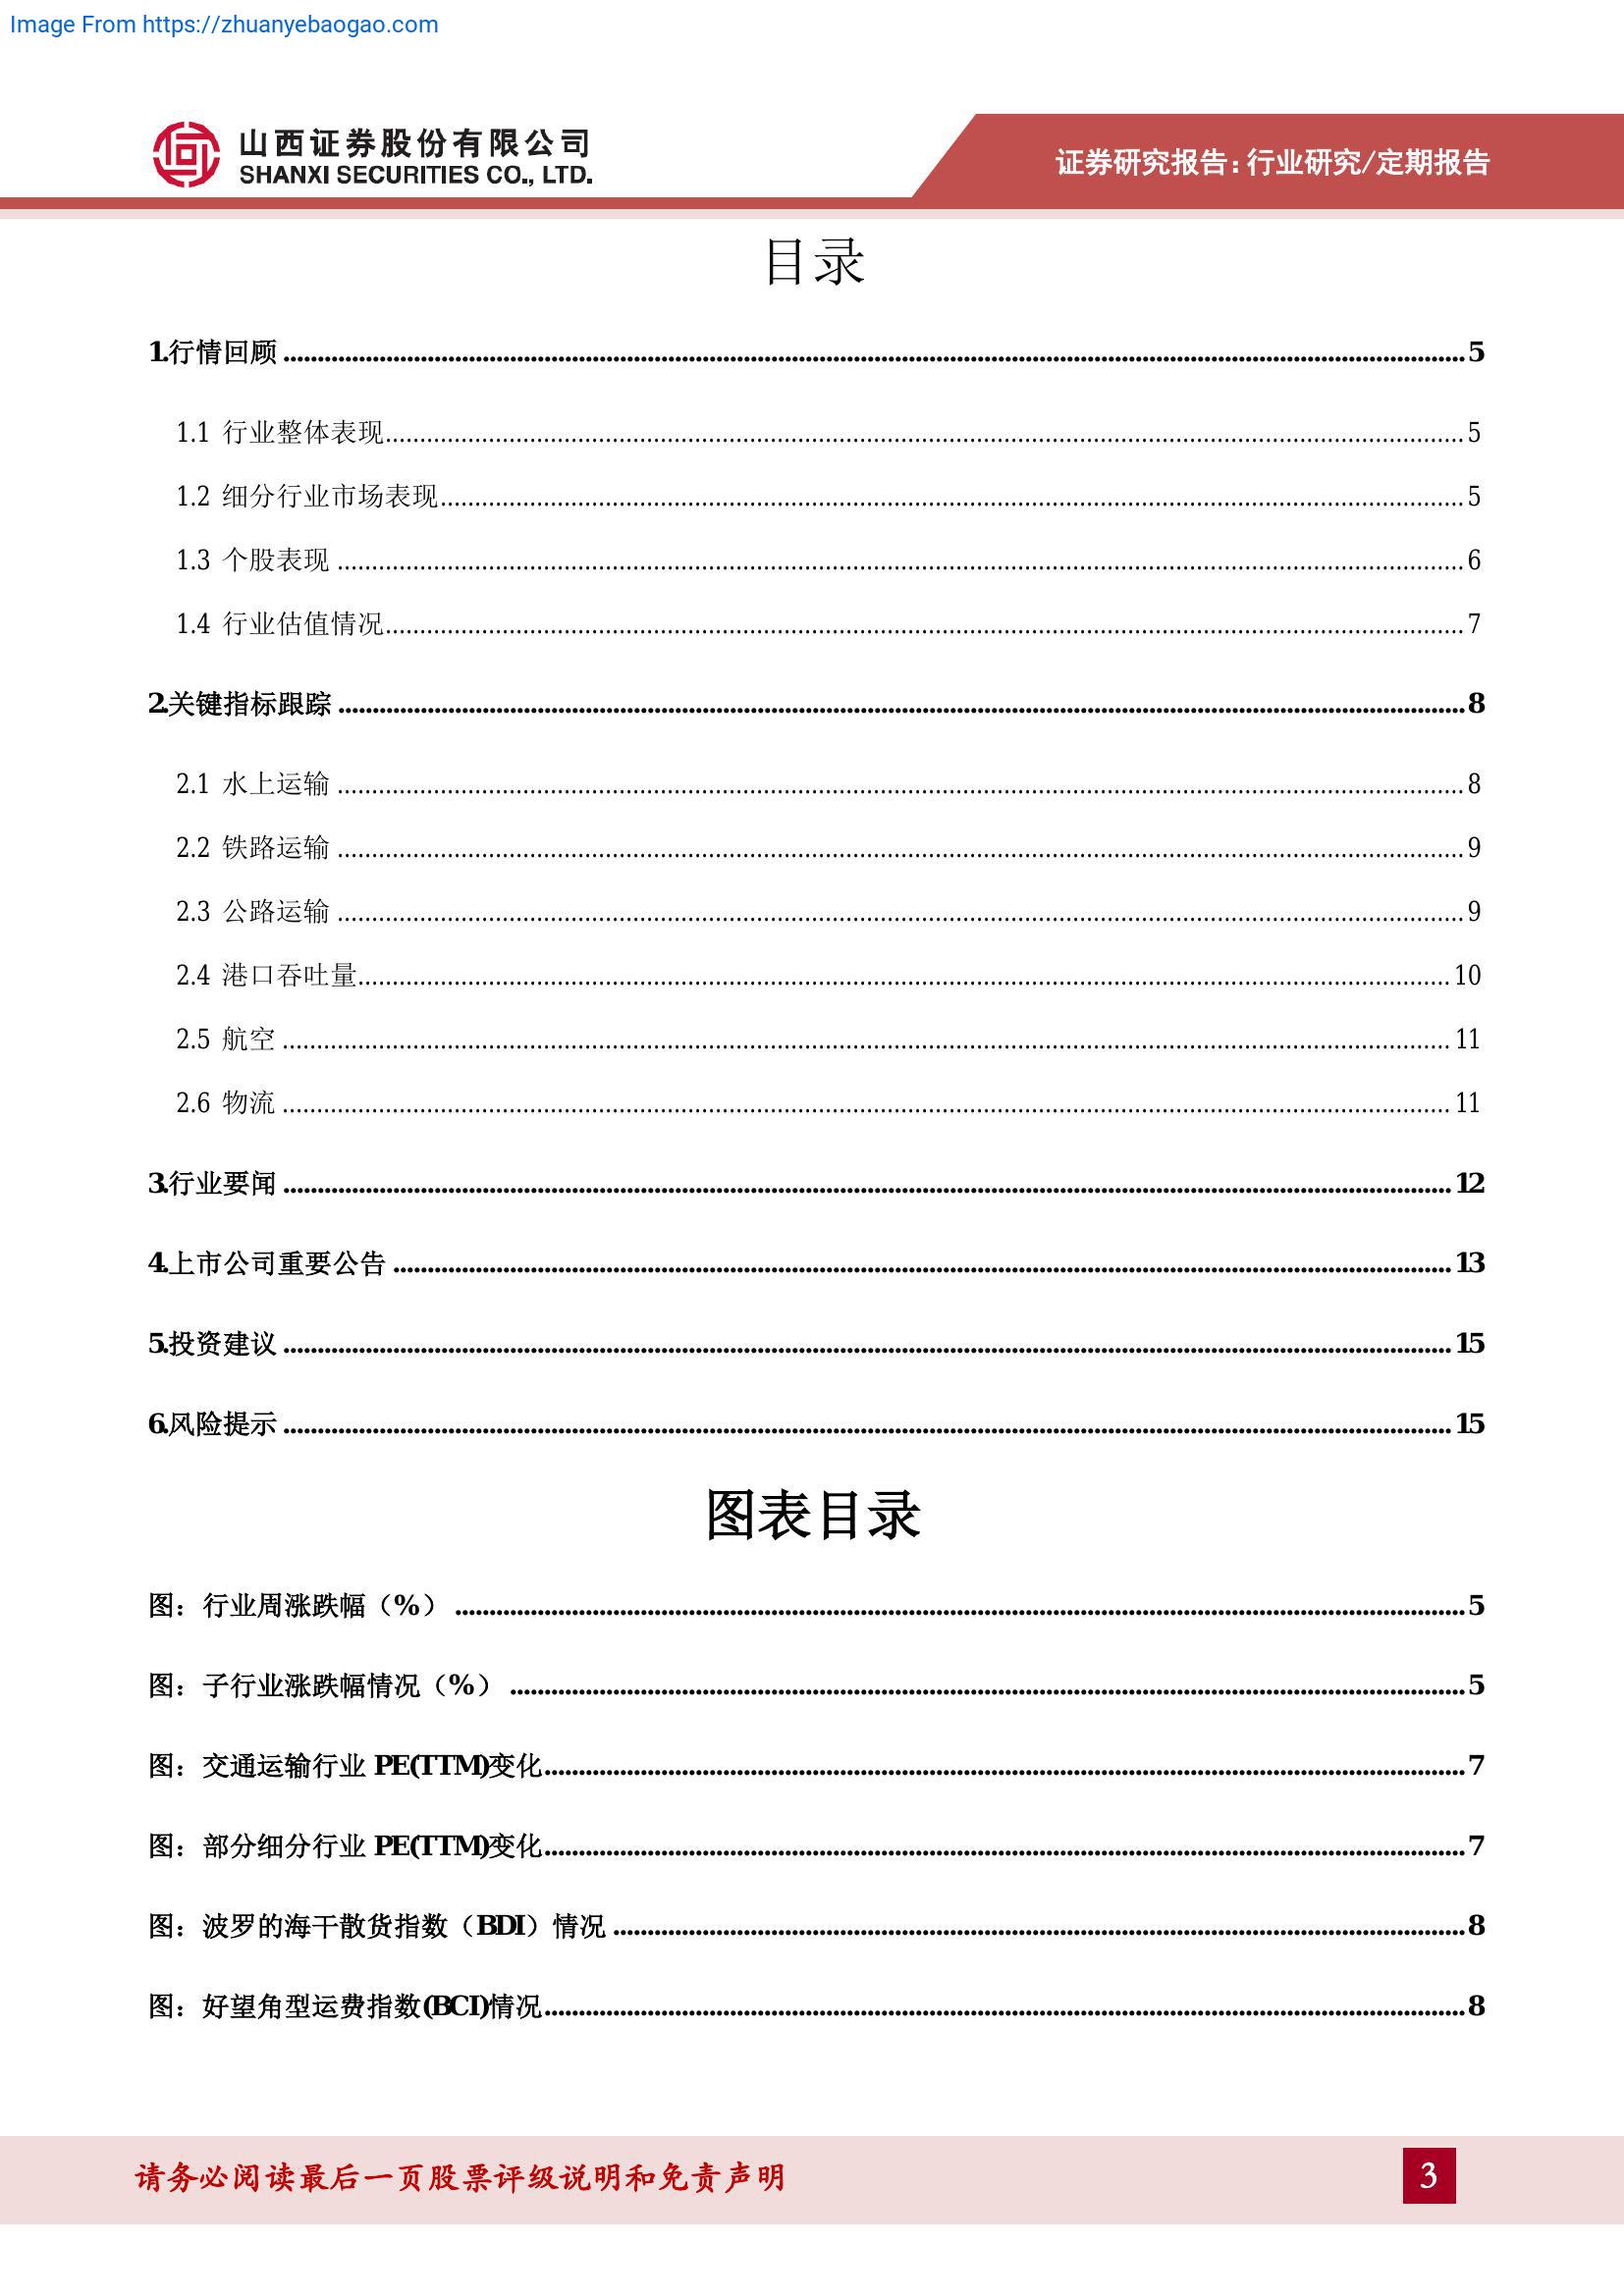 Image From https://zhuanyebaogao.com
山西证券股份有限公司
SHANXI SECURITIES CO., LTD.
证券研究报告:行业研究/定期报告
目录
1.行情回顾 5
1.1 行业整体表现 5
1.2 细分行业市场表现 5
1.3 个股表现 6
1.4 行业估值情况 7
2.关键指标跟踪 8
2.1 水上运输 8
2.2 铁路运输 9
2.3 公路运输 9
2.4 港口吞吐量 10
2.5 航空 11
2.6 物流 11
3.行业要闻 12
4.上市公司重要公告 13
5.投资建议 15
6.风险提示 15
图表目录
图：行业周涨跌幅（%） 5
图：子行业涨跌幅情况（%） 5
图：交通运输行业 PE(TTM)变化 7
图：部分细分行业 PE(TTM)变化 7
图：波罗的海干散货指数（BDI）情况 8
图：好望角型运费指数(BCI)情况 8
请务必阅读最后一页股票评级说明和免责声明
3